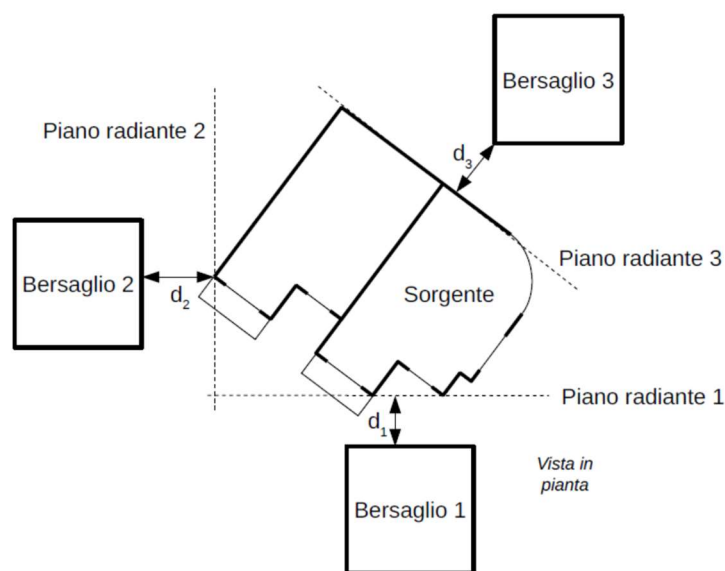 Bersaglio 3
Piano radiante 2
d3
Piano radiante 3
Bersaglio 2
d2
Sorgente
Piano radiante 1
d1
Vista in
pianta
Bersaglio 1